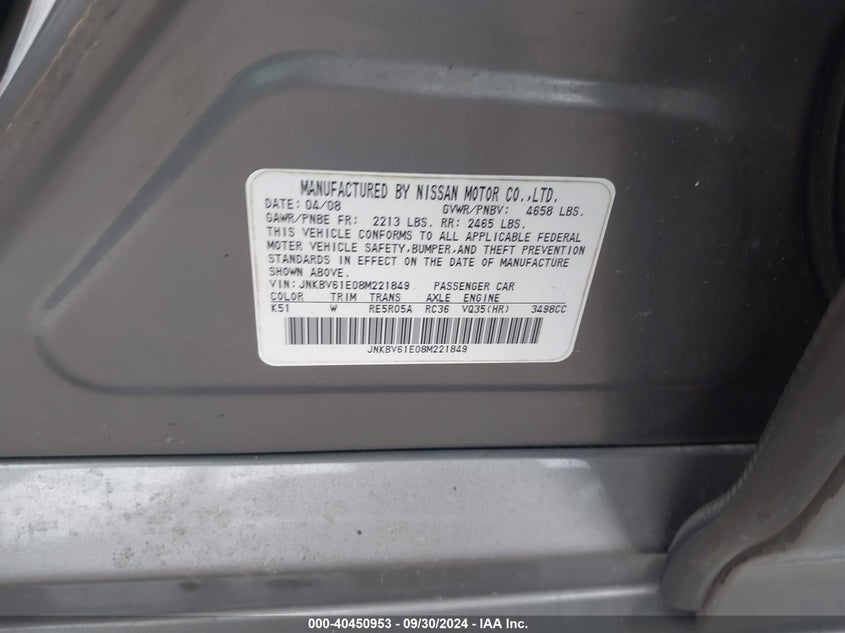 MANUFACTURED BY NISSAN MOTOR CO.,LTD.
DATE: 04/08 GVWR/PNBV: 4658 LBS.
GAWR/PNBE FR: 2213 LBS. RR: 2465 LBS.
THIS VEHICLE CONFORMS TO ALL APPLICABLE FEDERAL
MOTOR VEHICLE SAFETY,BUMPER,AND THEFT PREVENTION
STANDARDS IN EFFECT ON THE DATE OF MANUFACTURE
SHOWN ABOVE.
VIN: JNKBV61E08M221849 PASSENGER CAR
COLOR TRIM TRANS AXLE ENGINE
K51 W RE5R05A RC36 VQ35(HR) 3498CC
JNKBV61E08M221849
000-40450953 - 09/30/2024 - IAA Inc.